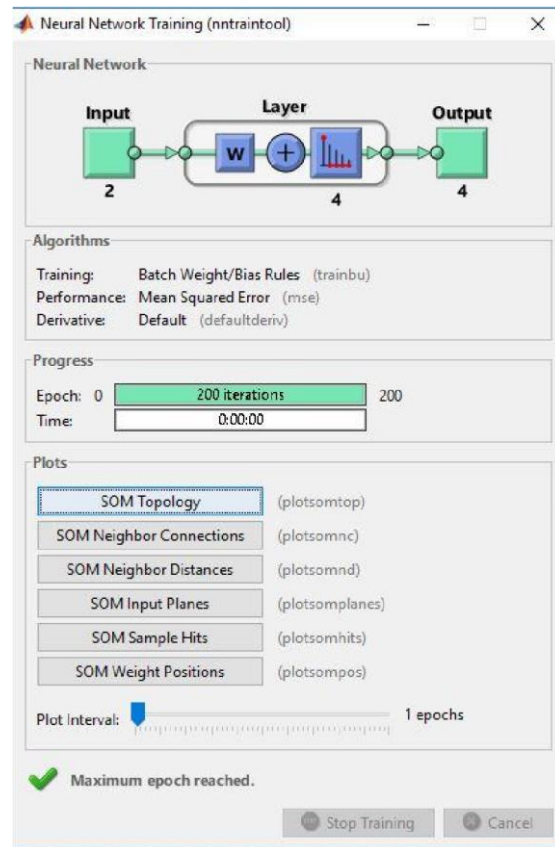 Neural Network Training (nntraintool)
Neural Network
Input
Layer
Output
W
+
2
4
4
Algorithms
Training: Batch Weight/Bias Rules (trainbu)
Performance: Mean Squared Error (mse)
Derivative: Default (defaultderiv)
Progress
Epoch: 0 200 iterations 200
Time: 0:00:00
Plots
SOM Topology (plotsomtop)
SOM Neighbor Connections (plotsomnc)
SOM Neighbor Distances (plotsomnd)
SOM Input Planes (plotsomplanes)
SOM Sample Hits (plotsomhits)
SOM Weight Positions (plotsompos)
Plot Interval: 1 epochs
Maximum epoch reached.
Stop Training Cancel